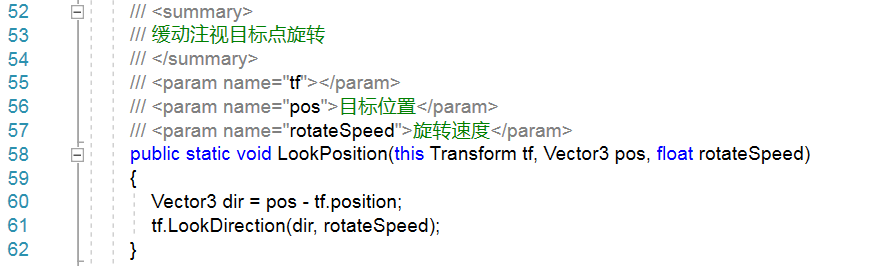 52 /// <summary>
53 /// 缓动注视目标点旋转
54 /// </summary>
55 /// <param name="tf"></param>
56 /// <param name="pos">目标位置</param>
57 /// <param name="rotateSpeed">旋转速度</param>
58 public static void LookPosition(this Transform tf, Vector3 pos, float rotateSpeed)
59 {
60 Vector3 dir = pos - tf.position;
61 tf.LookDirection(dir, rotateSpeed);
62 }